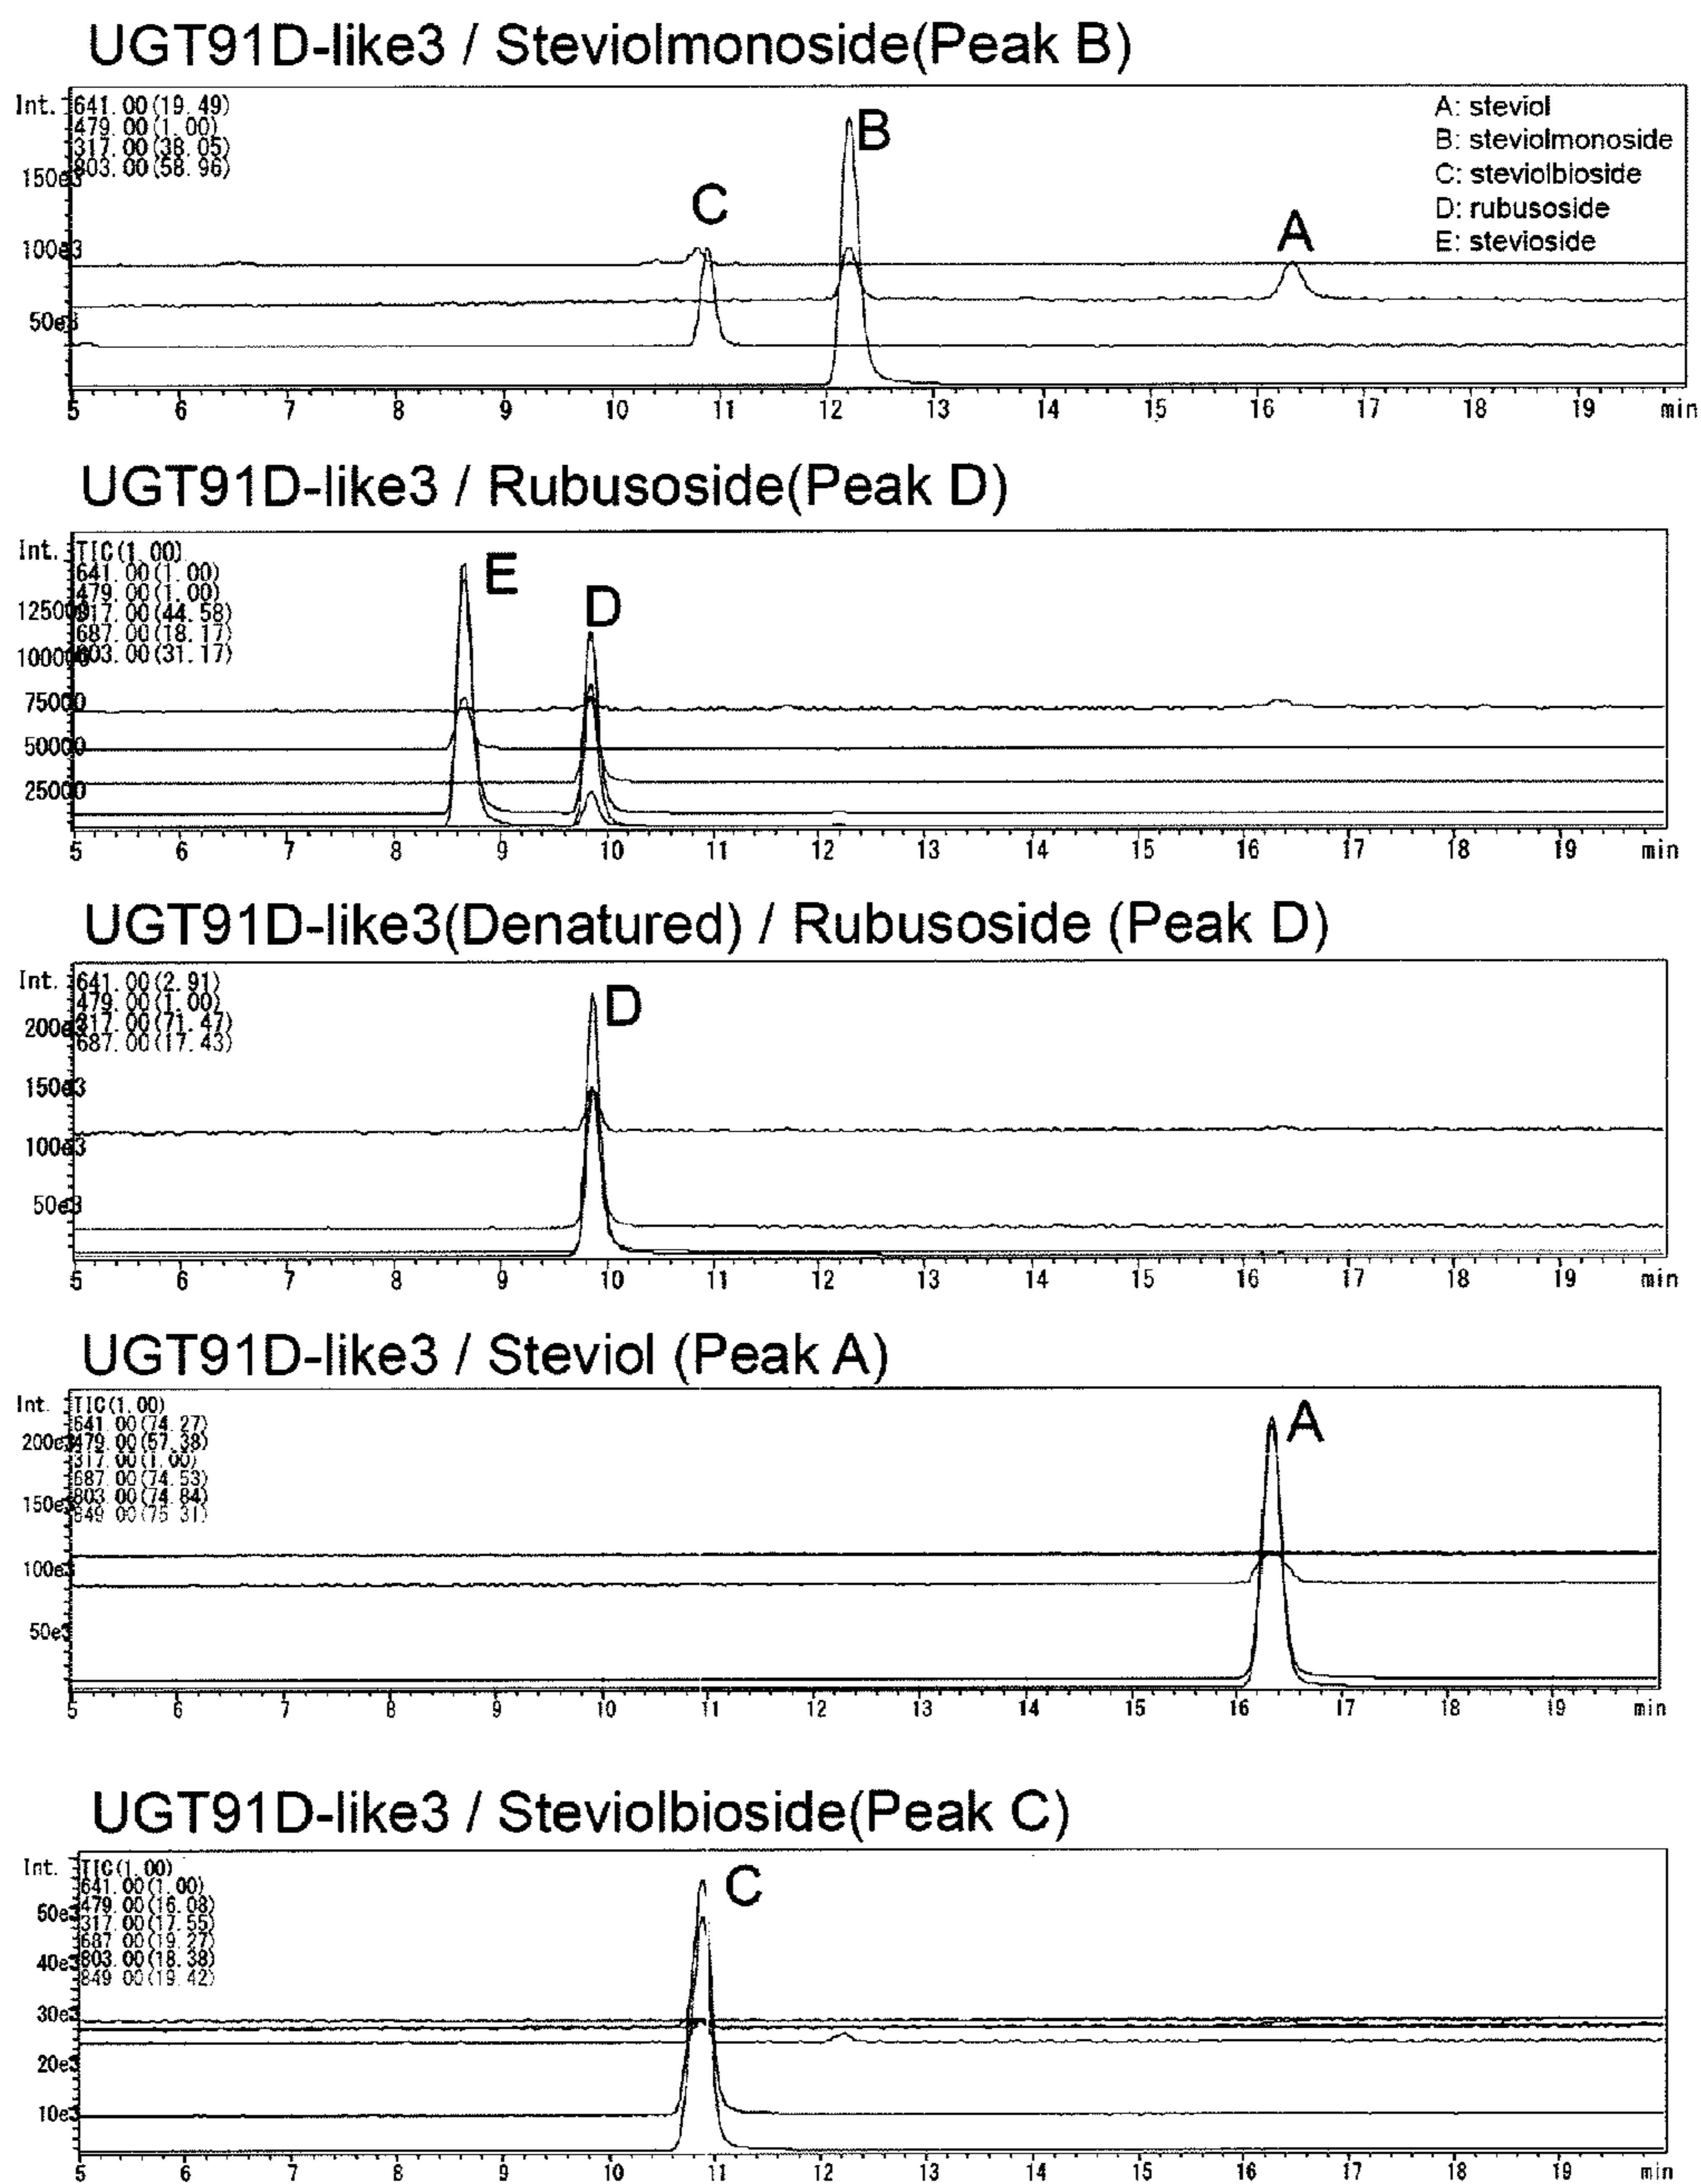 UGT91D-like3 / Steviolmonoside(Peak B)
Int.
641.00(19.49)
479.00(1.00)
317.00(38.05)
803.00(58.96)
150e3
100e3
50e3
A: steviol
B: steviolmonoside
C: steviolbioside
D: rubusoside
E: stevioside
C
B
A
5 6 7 8 9 10 11 12 13 14 15 16 17 18 19 min
UGT91D-like3 / Rubusoside(Peak D)
Int.
TIC(1.00)
641.00(1.00)
479.00(1.00)
317.00(44.58)
687.00(18.17)
803.00(31.17)
125000
100000
75000
50000
25000
E
D
5 6 7 8 9 10 11 12 13 14 15 16 17 18 19 min
UGT91D-like3(Denatured) / Rubusoside (Peak D)
Int.
641.00(2.91)
479.00(1.00)
317.00(71.47)
687.00(17.43)
200e3
150e3
100e3
50e3
D
5 6 7 8 9 10 11 12 13 14 15 16 17 18 19 min
UGT91D-like3 / Steviol (Peak A)
Int.
TIC(1.00)
641.00(74.27)
479.00(57.38)
317.00(1.00)
687.00(74.53)
803.00(74.84)
849.00(75.31)
200e3
150e3
100e3
50e3
A
5 6 7 8 9 10 11 12 13 14 15 16 17 18 19 min
UGT91D-like3 / Steviolbioside(Peak C)
Int.
TIC(1.00)
641.00(1.00)
479.00(16.08)
317.00(17.55)
687.00(19.27)
803.00(18.38)
849.00(19.42)
50e3
40e3
30e3
20e3
10e3
C
5 6 7 8 9 10 11 12 13 14 15 16 17 18 19 min